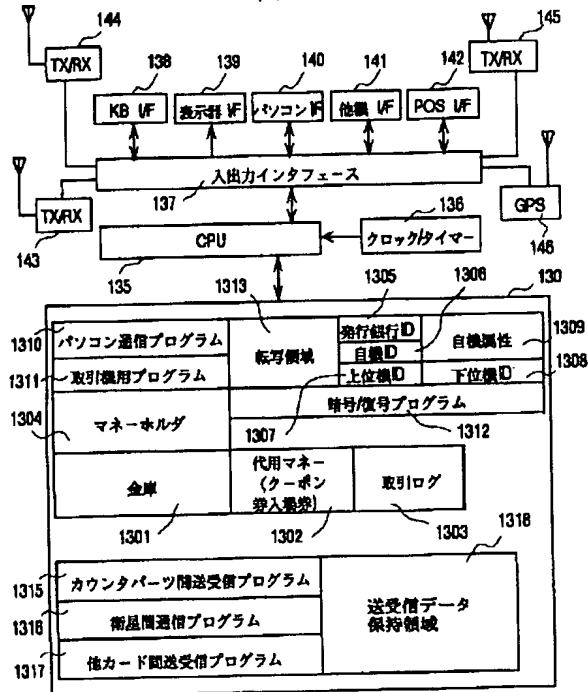 144
145
TX/RX
138
139
140
141
142
TX/RX
KB I/F
表示器 I/F
パソコン I/F
他機 I/F
POS I/F
入出力インタフェース
137
TX/RX
143
GPS
146
136
CPU
135
クロック/タイマー
1313
1305
1306
130
1310
パソコン通信プログラム
転写領域
発行銀行ID
自機ID
自機属性
1309
1311
取引機用プログラム
上位機ID
下位機ID
1308
1304
マネーホルダ
暗号/復号プログラム
1307
1312
金庫
代用マネー
(クーポン
券入場券)
取引ログ
1301
1302
1303
1318
1315
カウンタパーツ間送受信プログラム
1316
衛星間通信プログラム
送受信データ
保持領域
1317
他カード間送受信プログラム